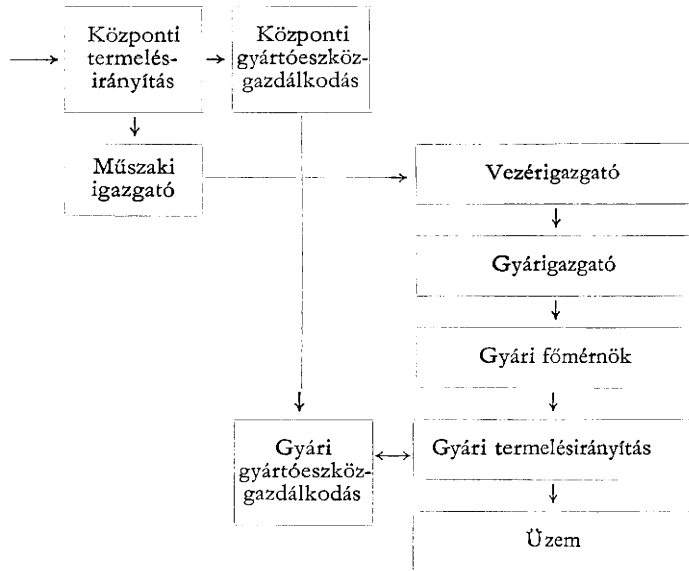 Központi
termelés-
irányítás
Központi
gyártóeszköz-
gazdálkodás
Műszaki
igazgató
Vezérigazgató
Gyárigazgató
Gyári főmérnök
Gyári
gyártóeszköz-
gazdálkodás
Gyári termelésirányítás
Üzem